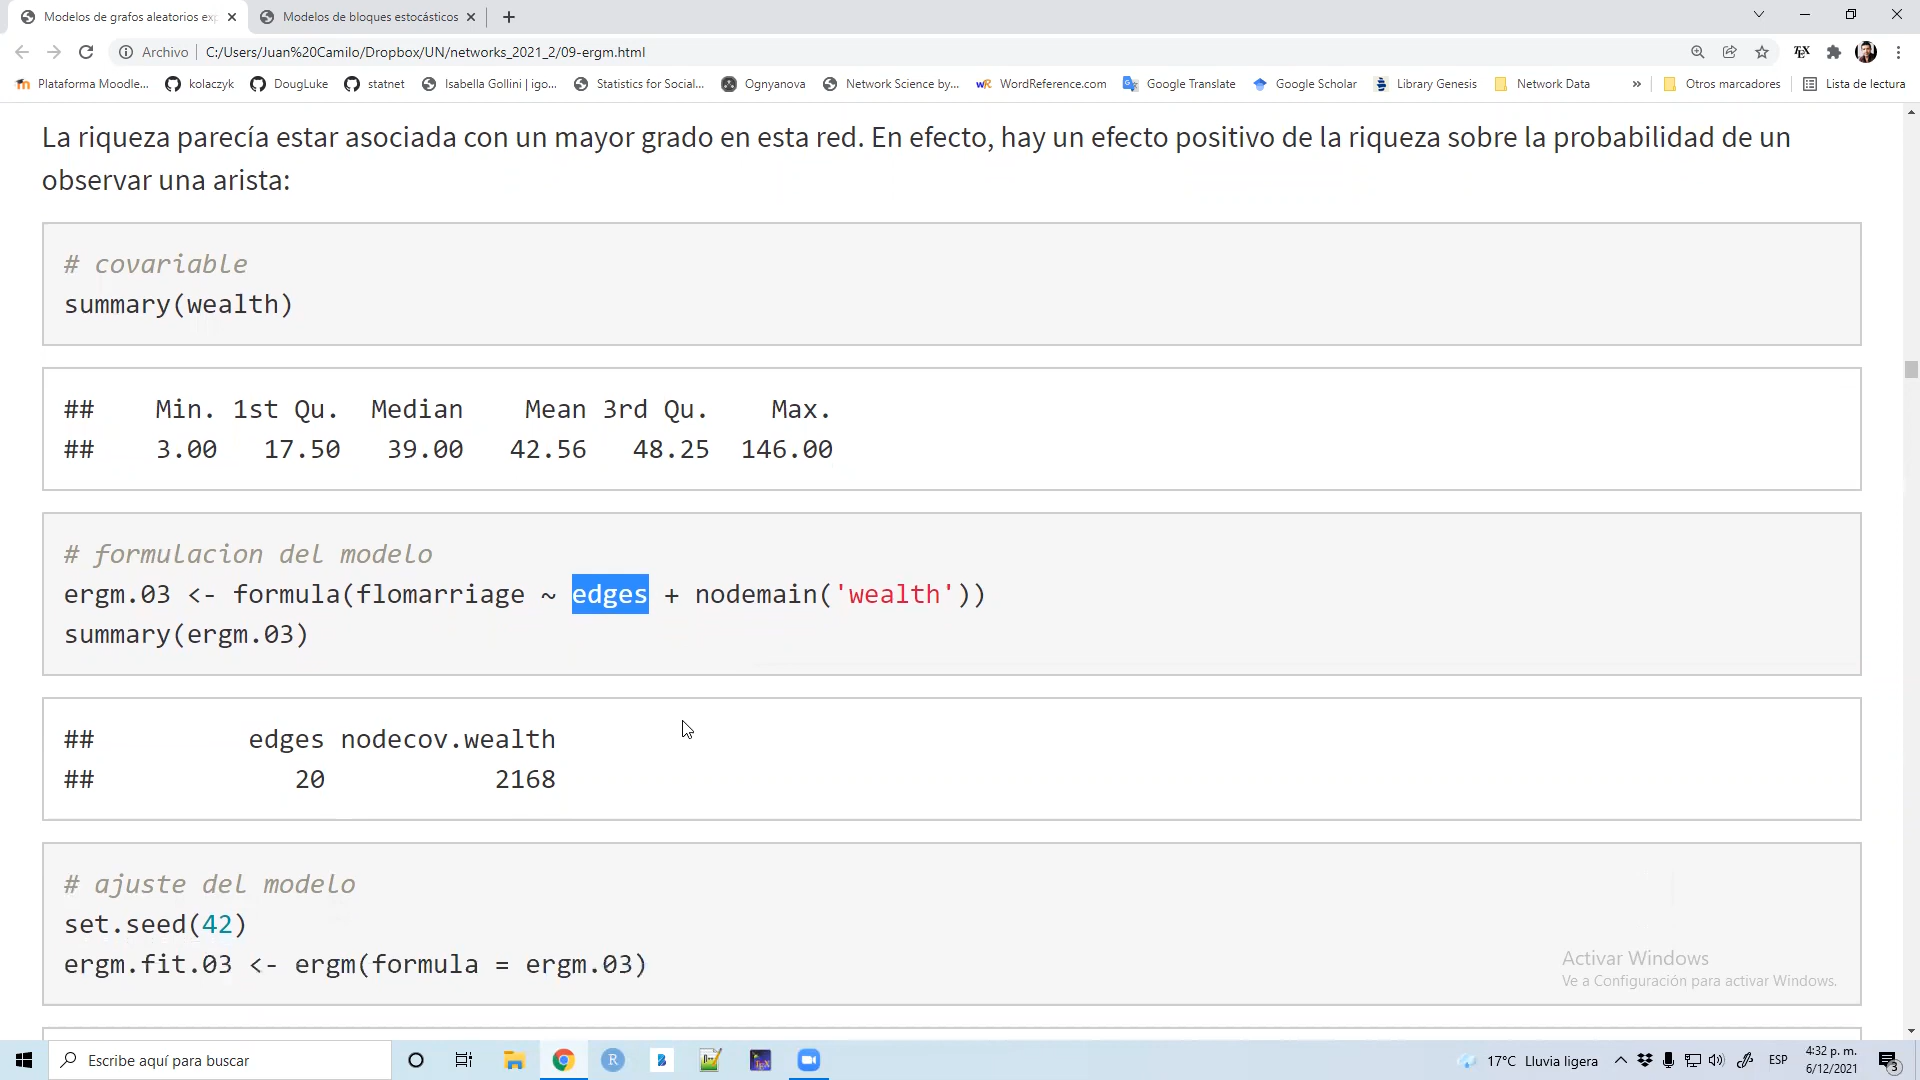 Modelos de grafos aleatorios exp
Modelos de bloques estocásticos
Archivo
C:/Users/Juan%20Camilo/Dropbox/UN/networks_2021_2/09-ergm.html
Plataforma Moodle... kolaczyk DougLuke statnet Isabella Gollini | igo... Statistics for Social... Ognyanova Network Science by... WordReference.com Google Translate Google Scholar Library Genesis Network Data » Otros marcadores Lista de lectura
La riqueza parecía estar asociada con un mayor grado en esta red. En efecto, hay un efecto positivo de la riqueza sobre la probabilidad de un
observar una arista:
# covariable
summary(wealth)
## Min. 1st Qu. Median Mean 3rd Qu. Max.
## 3.00 17.50 39.00 42.56 48.25 146.00
# formulacion del modelo
ergm.03 <- formula(flomarriage ~ edges + nodemain('wealth'))
summary(ergm.03)
## edges nodecov.wealth
## 20 2168
# ajuste del modelo
set.seed(42)
ergm.fit.03 <- ergm(formula = ergm.03)
Activar Windows
Ve a Configuración para activar Windows.
Escribe aquí para buscar
17°C Lluvia ligera
ESP
4:32 p. m.
6/12/2021
3